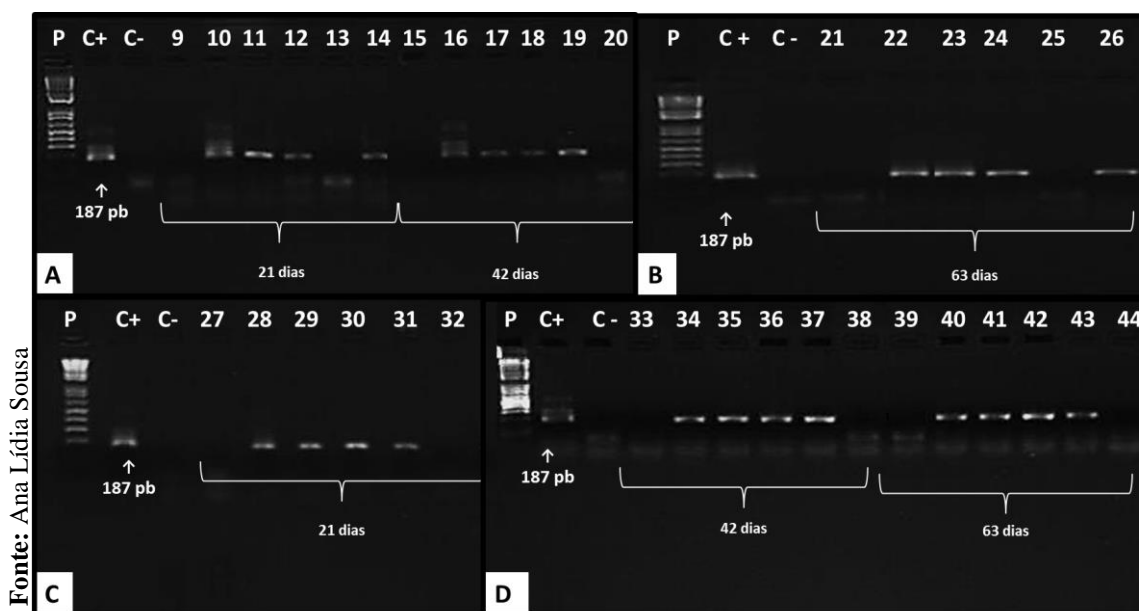 P C+ C- 9 10 11 12 13 14 15 16 17 18 19 20
↑
187 pb
21 dias 42 dias
A
P C + C - 21 22 23 24 25 26
↑
187 pb
63 dias
B
P C+ C- 27 28 29 30 31 32
↑
187 pb
21 dias
C
P C+ C - 33 34 35 36 37 38 39 40 41 42 43 44
↑
187 pb
42 dias 63 dias
D
Fonte: Ana Lídia Sousa